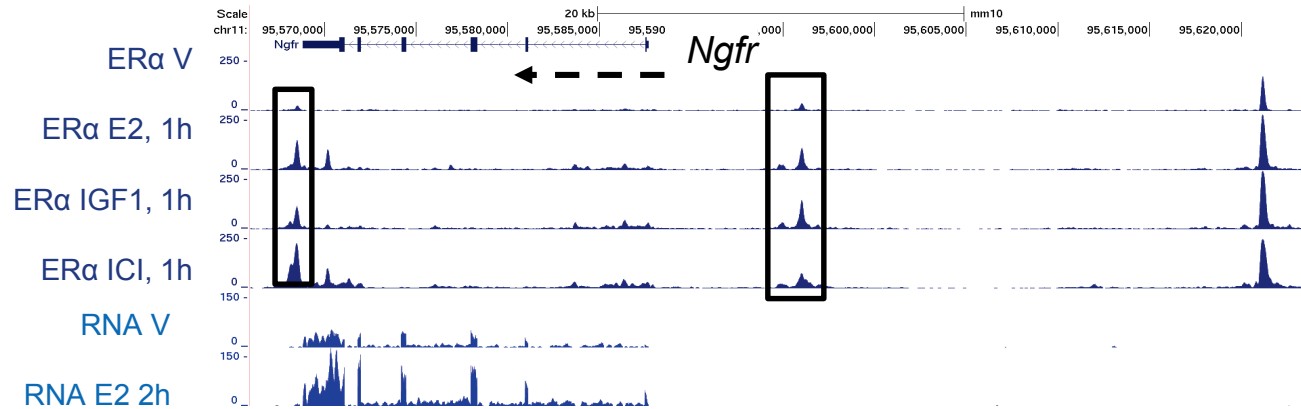 Scale 20 kb mm10
chr11: 95,570,000 95,575,000 95,580,000 95,585,000 95,590 ,000 95,600,000 95,605,000 95,610,000 95,615,000 95,620,000
Ngfr
Ngfr
ERα V
250
0
ERα E2, 1h
250
0
ERα IGF1, 1h
250
0
ERα ICI, 1h
250
0
RNA V
150
0
RNA E2 2h
150
0